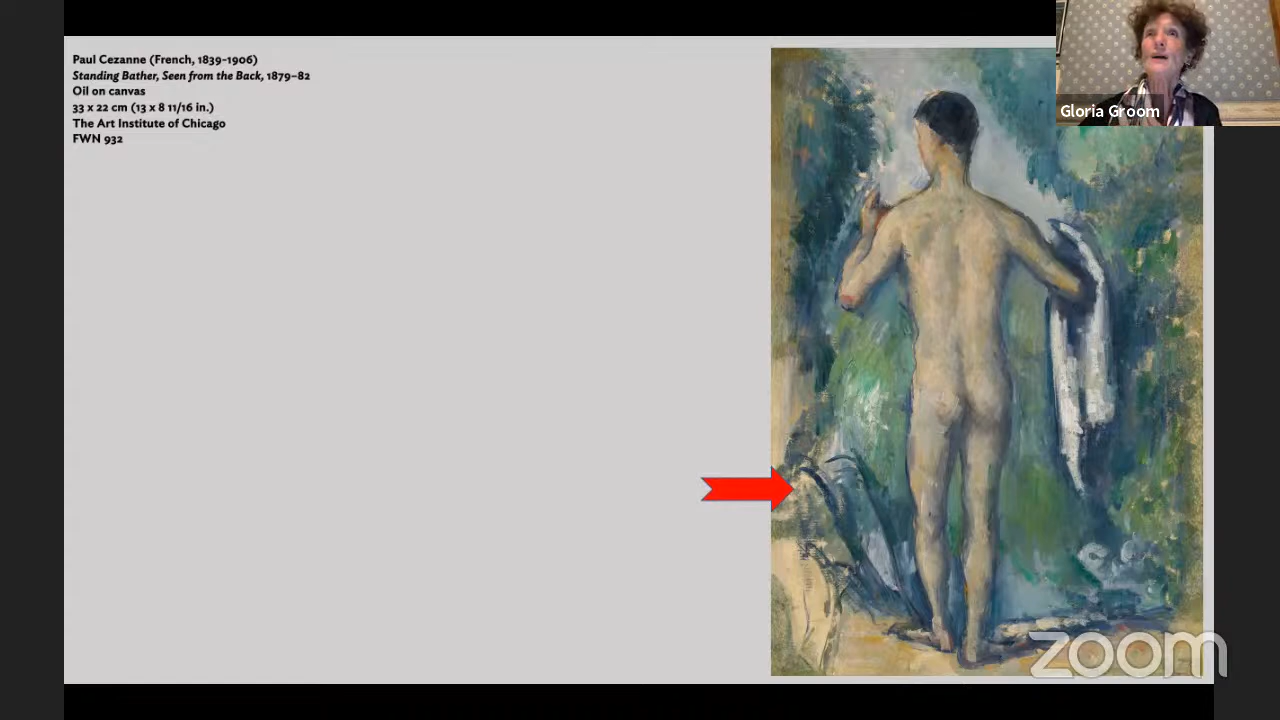 Paul Cezanne (French, 1839-1906)
Standing Bather, Seen from the Back, 1879–82
Oil on canvas
33 x 22 cm (13 x 8 11/16 in.)
The Art Institute of Chicago
FWN 932
Gloria Groom
zoom